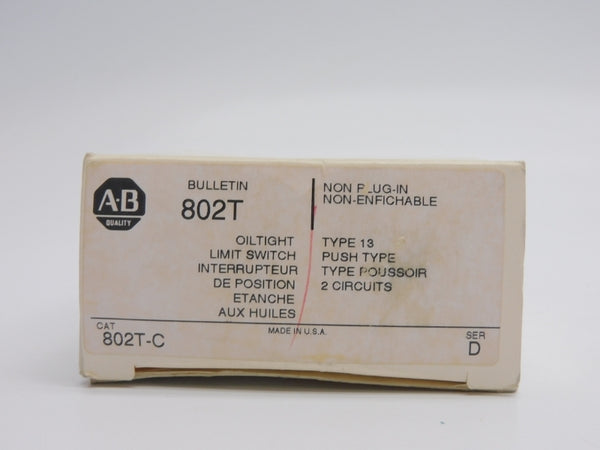 A-B
QUALITY
BULLETIN
802T
NON PLUG-IN
NON-ENFICHABLE
OILTIGHT
LIMIT SWITCH
INTERRUPTEUR
DE POSITION
ETANCHE
AUX HUILES
TYPE 13
PUSH TYPE
TYPE POUSSOIR
2 CIRCUITS
CAT
802T-C
MADE IN U.S.A.
SER
D